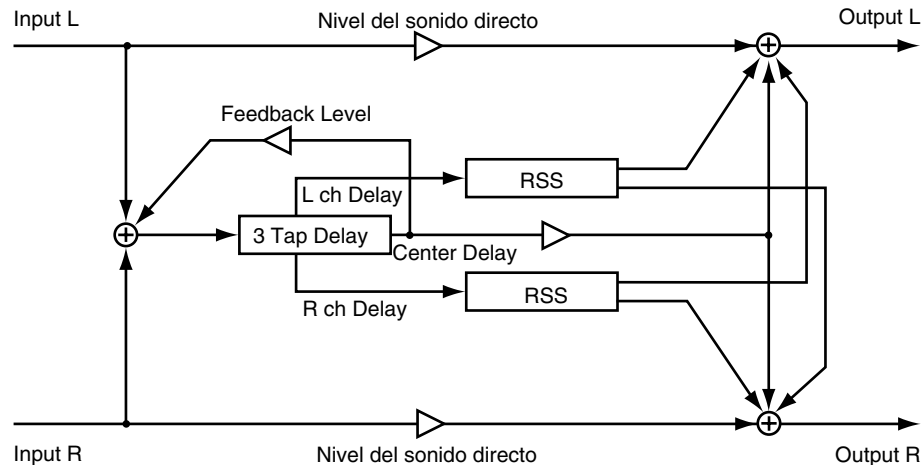 Input L
Nivel del sonido directo
Output L
Feedback Level
RSS
L ch Delay
3 Tap Delay
Center Delay
RSS
R ch Delay
Input R
Nivel del sonido directo
Output R